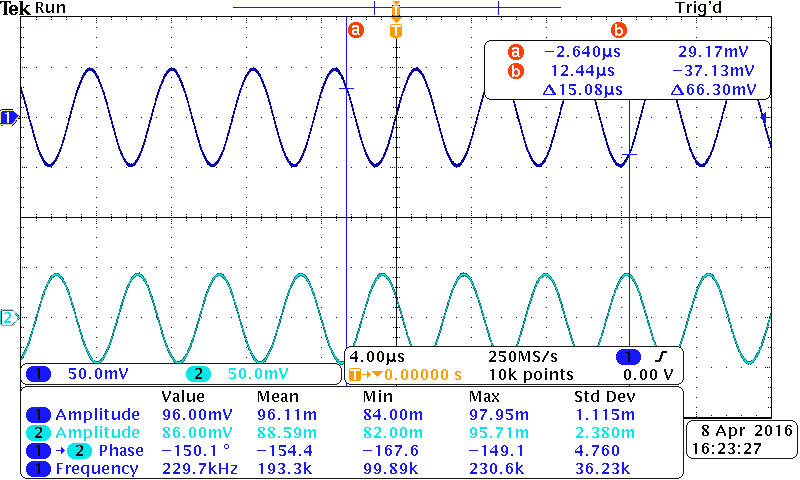 Tek Run Trig'd
T
a b T
a −2.640µs 29.17mV
b 12.44µs −37.13mV
Δ15.08µs Δ66.30mV
1
2
1 50.0mV 2 50.0mV
4.00µs 250MS/s 1
T→▼0.00000 s 10k points 0.00 V
Value Mean Min Max Std Dev
1 Amplitude 96.00mV 96.11m 84.00m 97.95m 1.115m
2 Amplitude 86.00mV 88.59m 82.00m 95.71m 2.380m
1 → 2 Phase −150.1 ° −154.4 −167.6 −149.1 4.760
1 Frequency 229.7kHz 193.3k 99.89k 230.6k 36.23k
8 Apr 2016
16:23:27